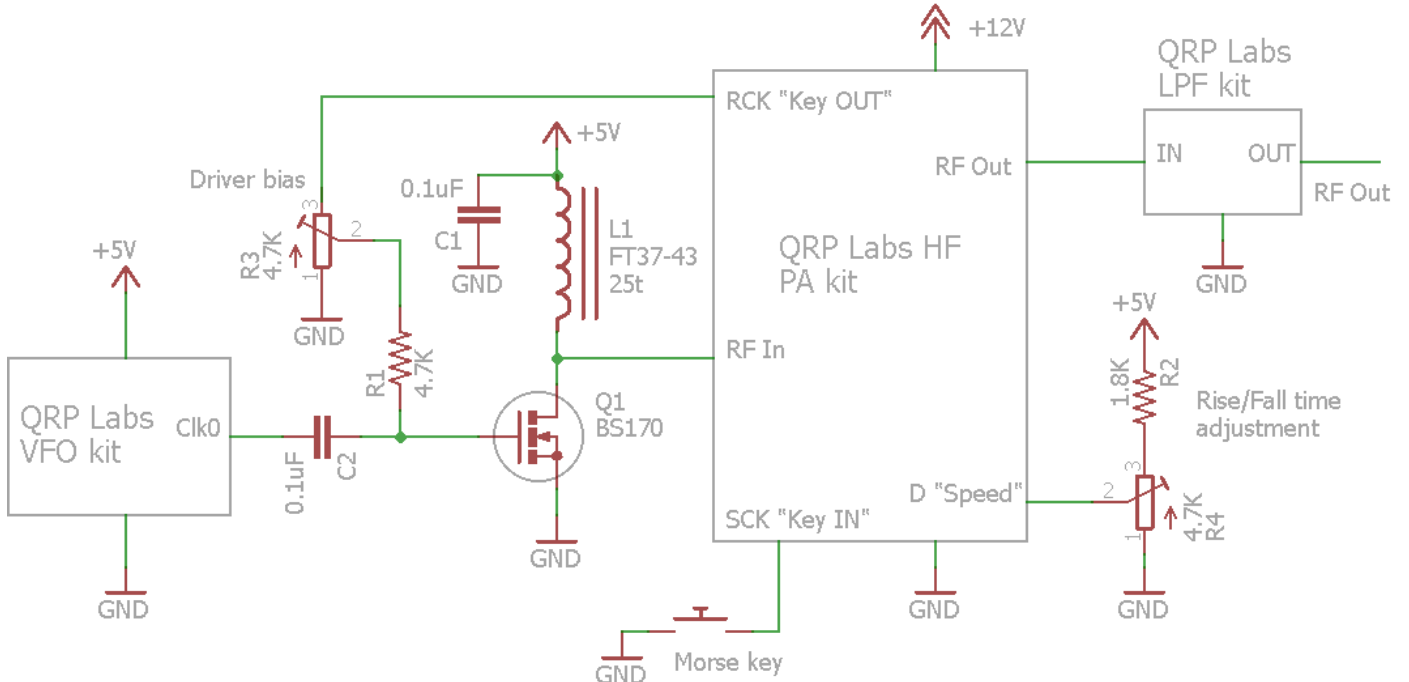 +12V
QRP Labs
LPF kit
RCK "Key OUT"
+5V
IN
OUT
RF Out
RF Out
Driver bias
0.1uF
C1
GND
3
2
1
R3
4.7K
GND
L1
FT37-43
25t
QRP Labs HF
PA kit
GND
+5V
+5V
R1
4.7K
RF In
1.8K
R2
QRP Labs
VFO kit
Clk0
0.1uF
C2
Q1
BS170
Rise/Fall time
adjustment
D "Speed"
3
2
1
4.7K
R4
SCK "Key IN"
GND
GND
GND
GND
GND
Morse key